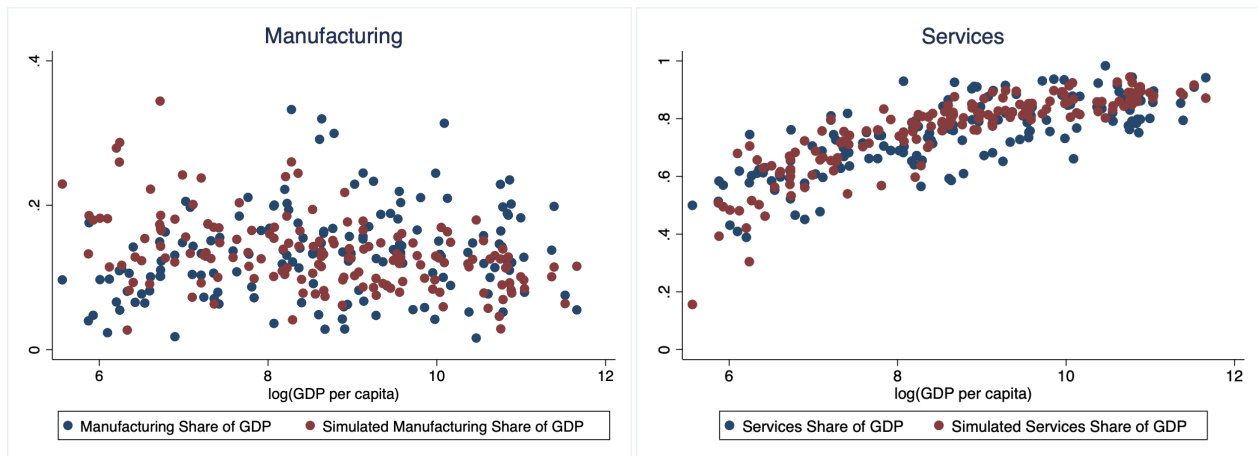 Manufacturing
.4
.2
0
6 8 10 12
log(GDP per capita)
Manufacturing Share of GDP Simulated Manufacturing Share of GDP
Services
1
.8
.6
.4
.2
0
6 8 10 12
log(GDP per capita)
Services Share of GDP Simulated Services Share of GDP